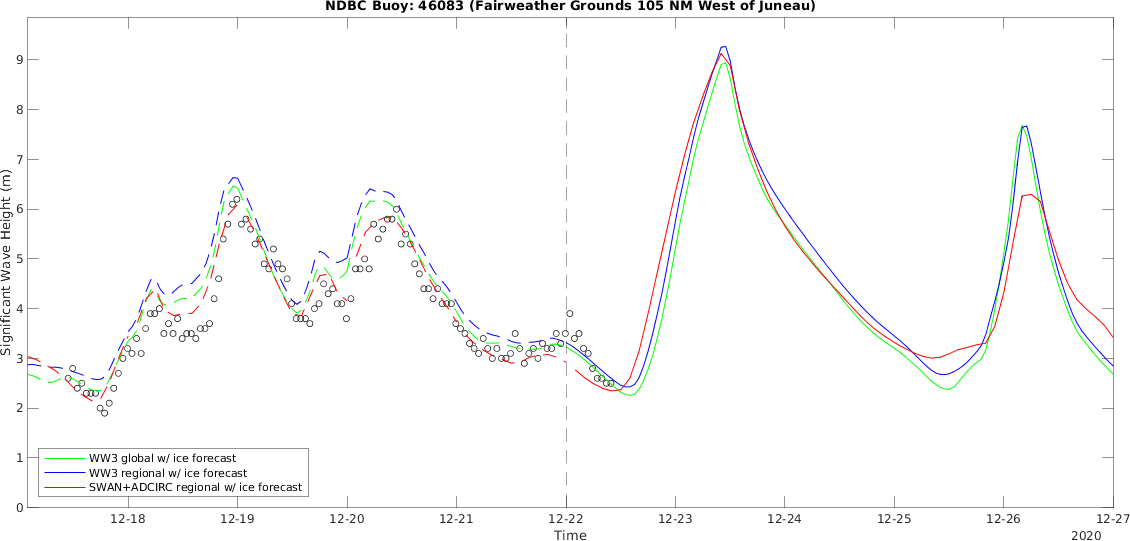 NDBC Buoy: 46083 (Fairweather Grounds 105 NM West of Juneau)
Significant Wave Height (m)
9
8
7
6
5
4
3
2
1
0
WW3 global w/ ice forecast
WW3 regional w/ ice forecast
SWAN+ADCIRC regional w/ ice forecast
12-18 12-19 12-20 12-21 12-22 12-23 12-24 12-25 12-26 12-27
Time
2020